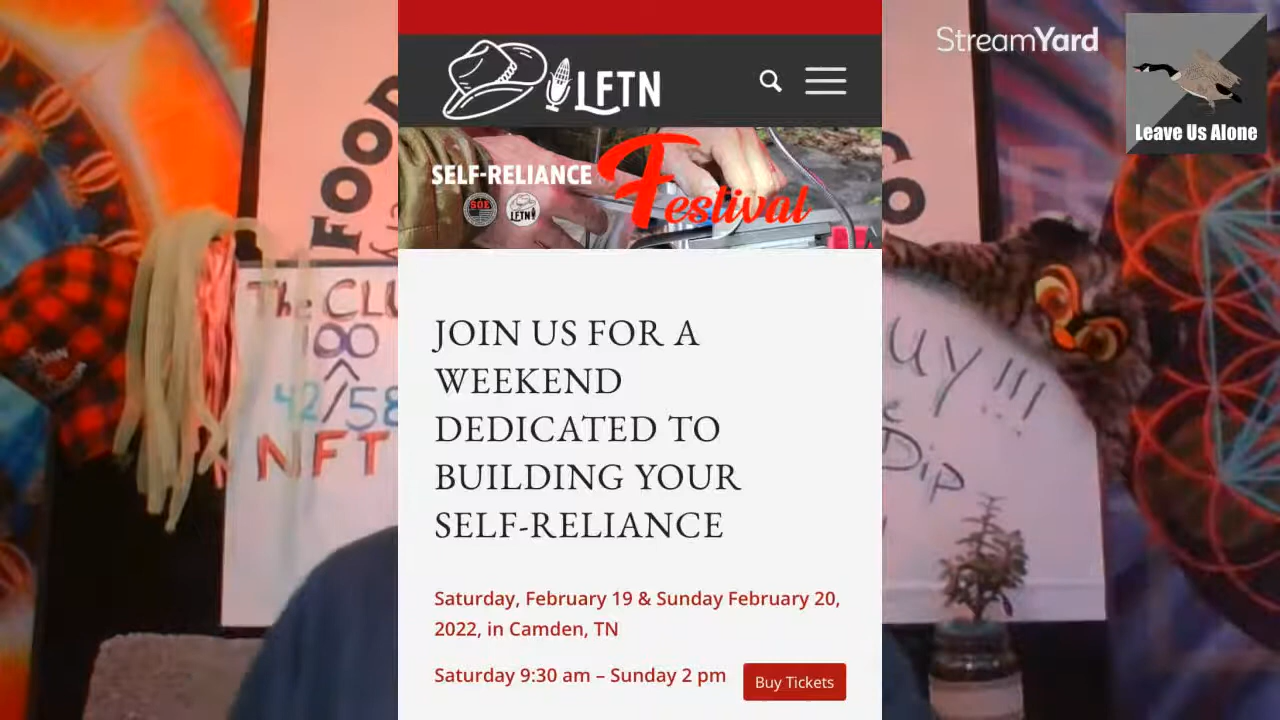 StreamYard
Leave Us Alone
LFTN
SELF-RELIANCE
Festival
SOE
LFTN
JOIN US FOR A
WEEKEND
DEDICATED TO
BUILDING YOUR
SELF-RELIANCE
Saturday, February 19 & Sunday February 20,
2022, in Camden, TN
Saturday 9:30 am – Sunday 2 pm
Buy Tickets
FOOD
The CLU
42/58
NFT
UY!!!
Dip